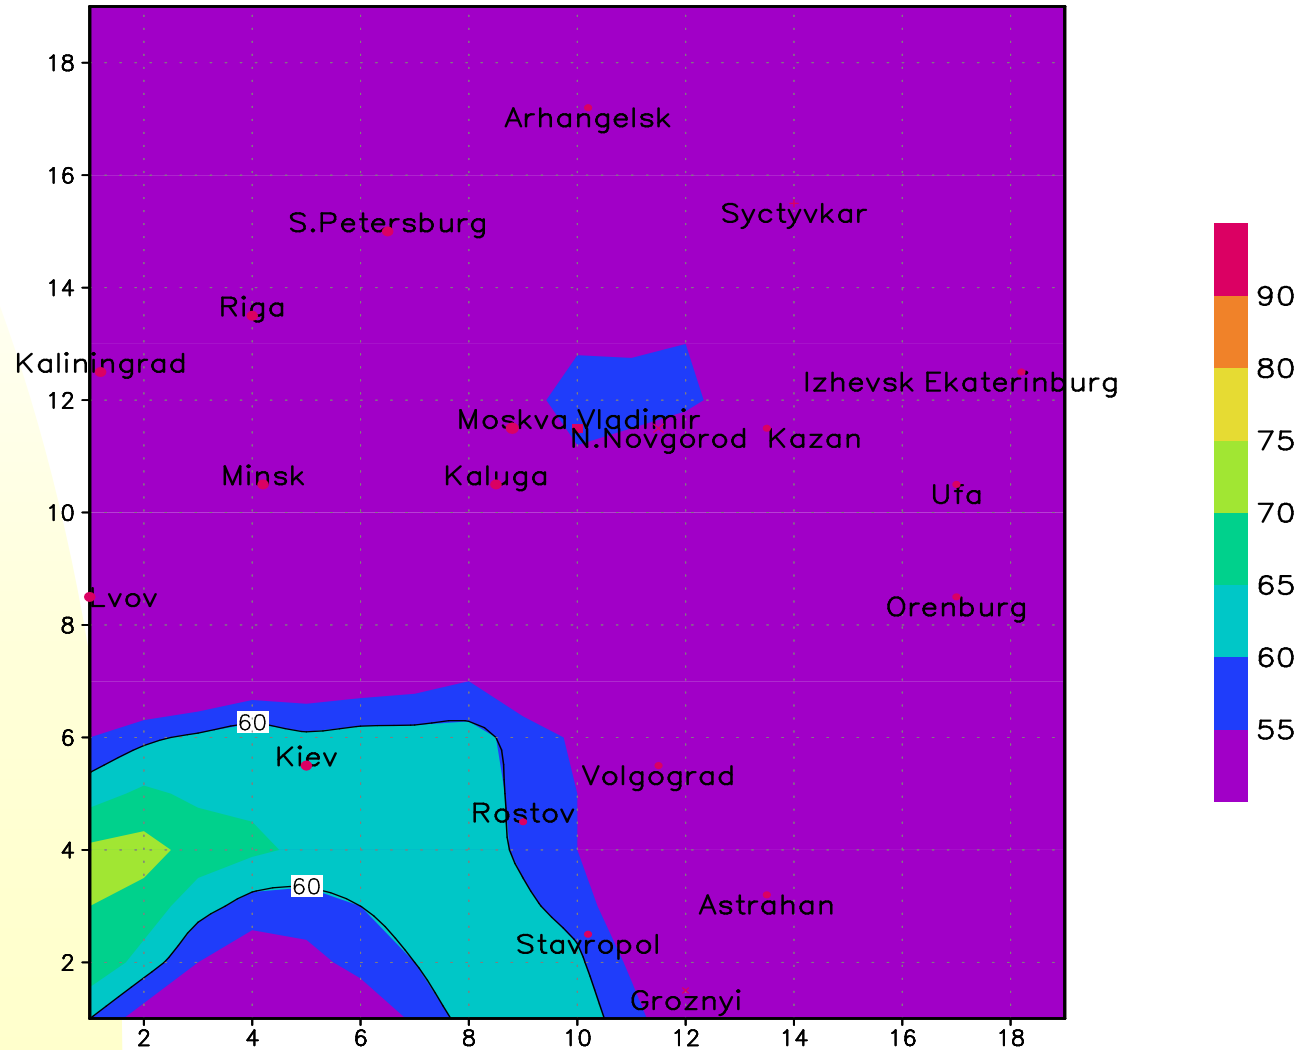 18
Arhangelsk
16
Syctyvkar
S.Petersburg
14
Riga
90
Kaliningrad
80
Izhevsk Ekaterinburg
12
Moskva Vladimir
N.Novgorod Kazan
75
Minsk
Kaluga
Ufa
10
70
65
Lvov
Orenburg
8
60
60
55
6
Kiev
Volgograd
Rostov
4
60
Astrahan
Stavropol
2
Groznyi
2 4 6 8 10 12 14 16 18